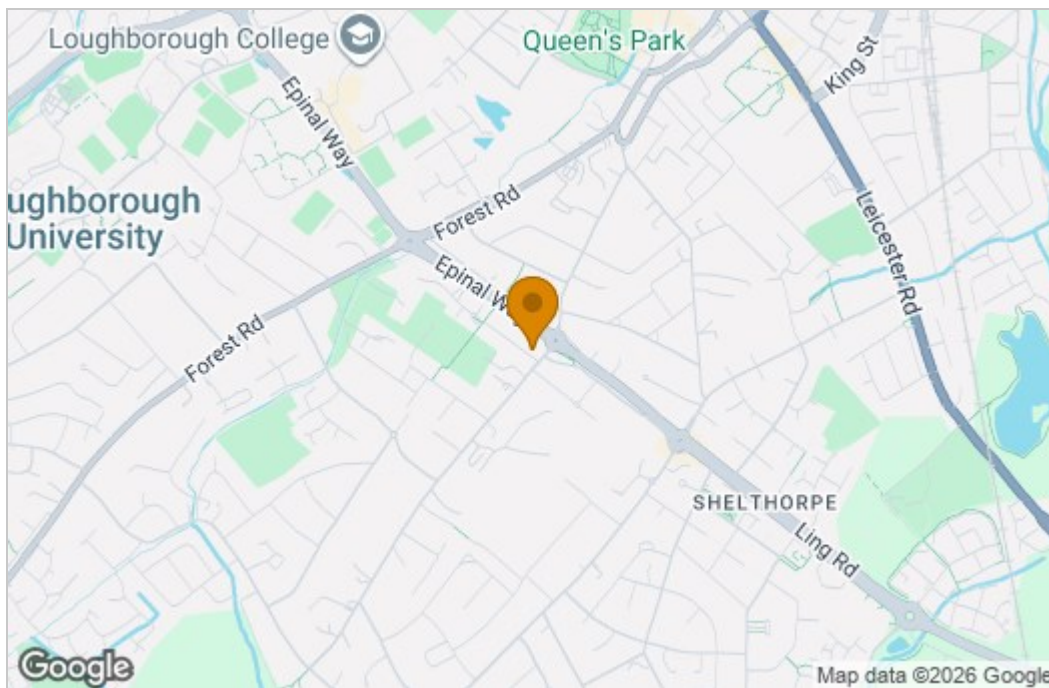 Loughborough College
Queen's Park
King St
Epinal Way
ughborough
University
Forest Rd
Leicester Rd
Epinal W
Forest Rd
SHELTHORPE
Ling Rd
Google
Map data ©2026 Google